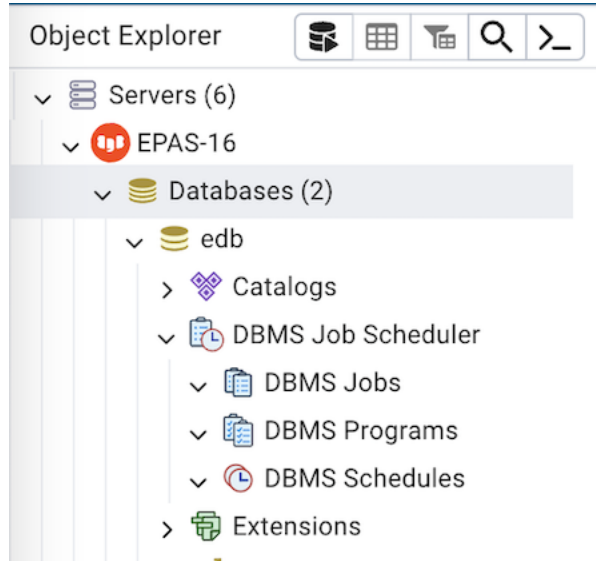 Object Explorer
Servers (6)
EPAS-16
Databases (2)
edb
Catalogs
DBMS Job Scheduler
DBMS Jobs
DBMS Programs
DBMS Schedules
Extensions